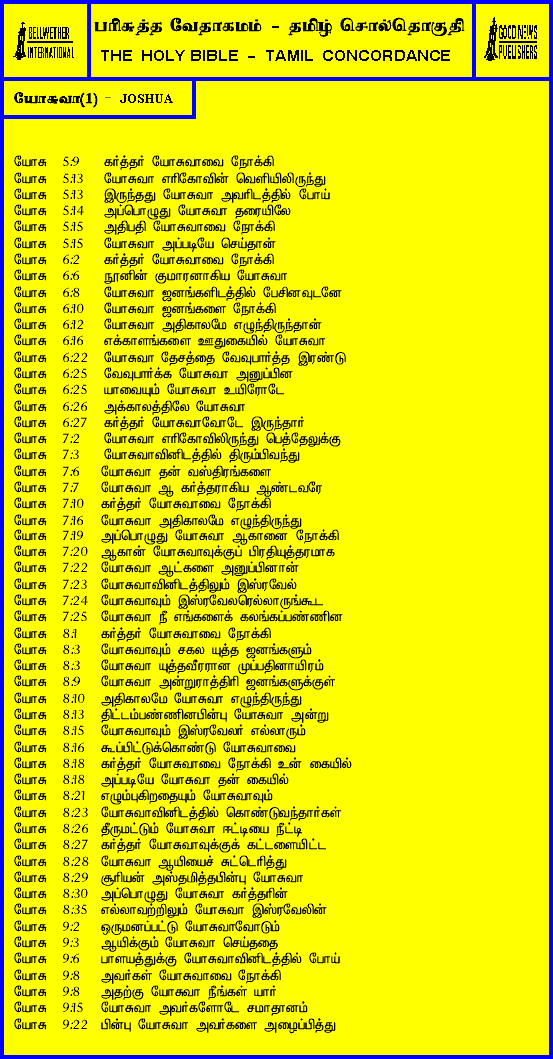 BELLWETHER
INTERNATIONAL
பரிசுத்த வேதாகமம் - தமிழ் சொல்தொகுதி
THE HOLY BIBLE - TAMIL CONCORDANCE
GOOD NEWS
PUBLISHERS
யோசுவா(1) - JOSHUA
யோசு 5:9 கர்த்தர் யோசுவாவை நோக்கி
யோசு 5:13 யோசுவா எரிகோவின் வெளியிலிருந்து
யோசு 5:13 இருந்தது யோசுவா அவரிடத்தில் போய்
யோசு 5:14 அப்பொழுது யோசுவா தரையிலே
யோசு 5:15 அதிபதி யோசுவாவை நோக்கி
யோசு 5:15 யோசுவா அப்படியே செய்தான்
யோசு 6:2 கர்த்தர் யோசுவாவை நோக்கி
யோசு 6:6 நூனின் குமாரனாகிய யோசுவா
யோசு 6:8 யோசுவா ஜனங்களிடத்தில் பேசினவுடனே
யோசு 6:10 யோசுவா ஜனங்களை நோக்கி
யோசு 6:12 யோசுவா அதிகாலமே எழுந்திருந்தான்
யோசு 6:16 எக்காளங்களை ஊதுகையில் யோசுவா
யோசு 6:22 யோசுவா தேசத்தை வேவுபார்த்த இரண்டு
யோசு 6:25 வேவுபார்க்க யோசுவா அனுப்பின
யோசு 6:25 யாவையும் யோசுவா உயிரோடே
யோசு 6:26 அக்காலத்திலே யோசுவா
யோசு 6:27 கர்த்தர் யோசுவாவோடே இருந்தார்
யோசு 7:2 யோசுவா எரிகோவிலிருந்து பெத்தேலுக்கு
யோசு 7:3 யோசுவாவினிடத்தில் திரும்பிவந்து
யோசு 7:6 யோசுவா தன் வஸ்திரங்களை
யோசு 7:7 யோசுவா ஆ கர்த்தராகிய ஆண்டவரே
யோசு 7:10 கர்த்தர் யோசுவாவை நோக்கி
யோசு 7:16 யோசுவா அதிகாலமே எழுந்திருந்து
யோசு 7:19 அப்பொழுது யோசுவா ஆகானை நோக்கி
யோசு 7:20 ஆகான் யோசுவாவுக்குப் பிரதியுத்தரமாக
யோசு 7:22 யோசுவா ஆட்களை அனுப்பினான்
யோசு 7:23 யோசுவாவினிடத்திலும் இஸ்ரவேல்
யோசு 7:24 யோசுவாவும் இஸ்ரவேலரெல்லாருங்கூட
யோசு 7:25 யோசுவா நீ எங்களைக் கலங்கப்பண்ணின
யோசு 8:1 கர்த்தர் யோசுவாவை நோக்கி
யோசு 8:3 யோசுவாவும் சகல யுத்த ஜனங்களும்
யோசு 8:3 யோசுவா யுத்தவீரரான முப்பதினாயிரம்
யோசு 8:9 யோசுவா அன்றுராத்திரி ஜனங்களுக்குள்
யோசு 8:10 அதிகாலமே யோசுவா எழுந்திருந்து
யோசு 8:13 திட்டம்பண்ணினபின்பு யோசுவா அன்று
யோசு 8:15 யோசுவாவும் இஸ்ரவேலர் எல்லாரும்
யோசு 8:16 கூப்பிட்டுக்கொண்டு யோசுவாவை
யோசு 8:18 கர்த்தர் யோசுவாவை நோக்கி உன் கையில்
யோசு 8:18 அப்படியே யோசுவா தன் கையில்
யோசு 8:21 எழும்புகிறதையும் யோசுவாவும்
யோசு 8:23 யோசுவாவினிடத்தில் கொண்டுவந்தார்கள்
யோசு 8:26 தீருமட்டும் யோசுவா ஈட்டியை நீட்டி
யோசு 8:27 கர்த்தர் யோசுவாவுக்குக் கட்டளையிட்ட
யோசு 8:28 யோசுவா ஆயியைச் சுட்டெரித்து
யோசு 8:29 சூரியன் அஸ்தமித்தபின்பு யோசுவா
யோசு 8:30 அப்பொழுது யோசுவா கர்த்தரின்
யோசு 8:35 எல்லாவற்றிலும் யோசுவா இஸ்ரவேலின்
யோசு 9:2 ஒருமனப்பட்டு யோசுவாவோடும்
யோசு 9:3 ஆயிக்கும் யோசுவா செய்ததை
யோசு 9:6 பாளயத்துக்கு யோசுவாவினிடத்தில் போய்
யோசு 9:8 அவர்கள் யோசுவாவை நோக்கி
யோசு 9:8 அதற்கு யோசுவா நீங்கள் யார்
யோசு 9:15 யோசுவா அவர்களோடே சமாதானம்
யோசு 9:22 பின்பு யோசுவா அவர்களை அழைப்பித்து